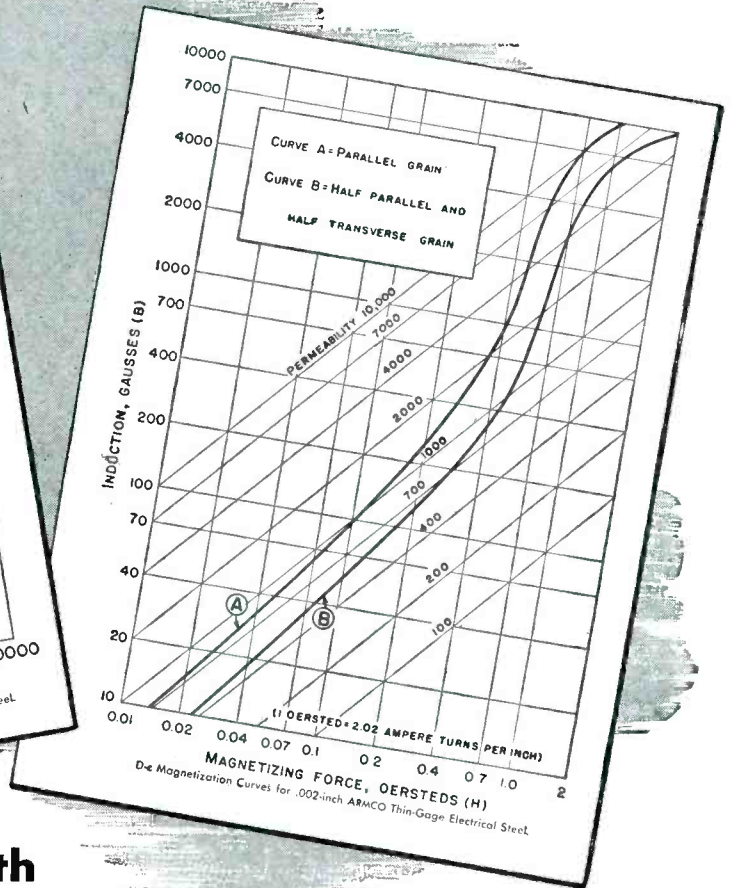 10000
7000
4000
2000
1000
700
400
200
100
70
40
20
10
INDUCTION, GAUSSES (B)
CURVE A = PARALLEL GRAIN
CURVE B = HALF PARALLEL AND
HALF TRANSVERSE GRAIN
PERMEABILITY 10,000
7000
4000
2000
1000
700
400
200
100
A
B
(1 OERSTED = 2.02 AMPERE TURNS PER INCH)
0.01 0.02 0.04 0.07 0.1 0.2 0.4 0.7 1.0 2
MAGNETIZING FORCE, OERSTEDS (H)
D-c Magnetization Curves for .002-inch ARMCO Thin-Gage Electrical Steel.
th